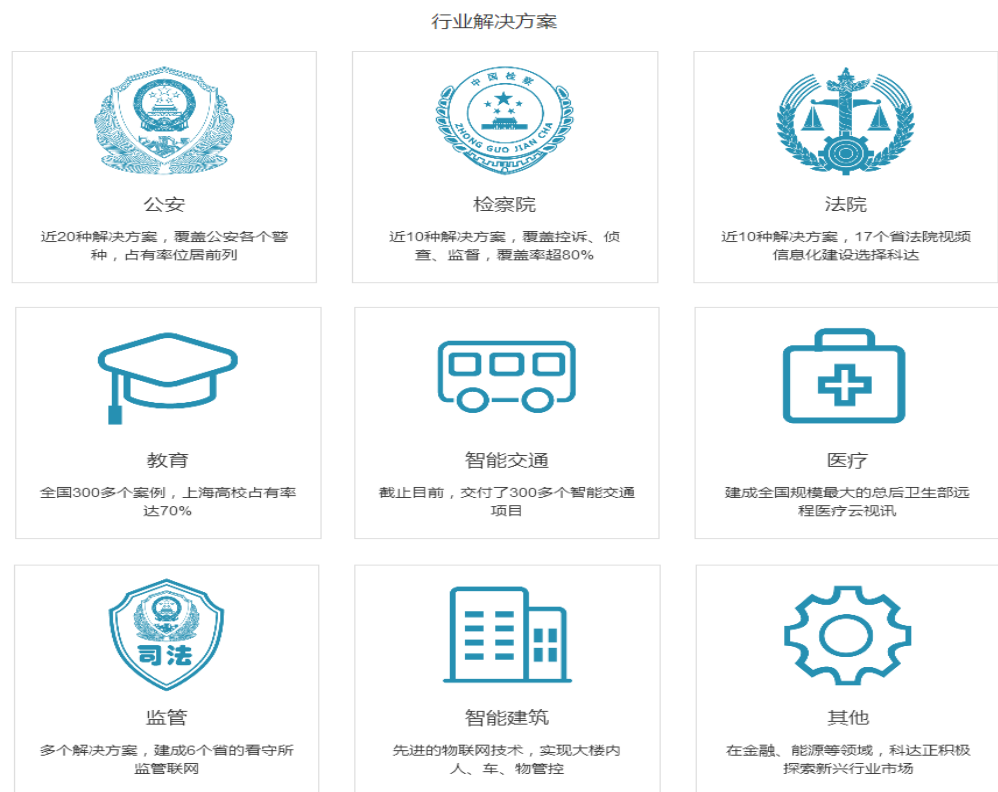 行业解决方案
中国检察
ZHONG GUO JIAN CHA
公安
检察院
法院
近20种解决方案，覆盖公安各个警
种，占有率位居前列
近10种解决方案，覆盖控诉、侦
查、监督，覆盖率超80%
近10种解决方案，17个省法院视频
信息化建设选择科达
教育
智能交通
医疗
全国300多个案例，上海高校占有率
达70%
截止目前，交付了300多个智能交通
项目
建成全国规模最大的总后卫生部远
程医疗云视讯
司法
监管
智能建筑
其他
多个解决方案，建成6个省的看守所
监管联网
先进的物联网技术，实现大楼内
人、车、物管控
在金融、能源等领域，科达正积极
探索新兴行业市场